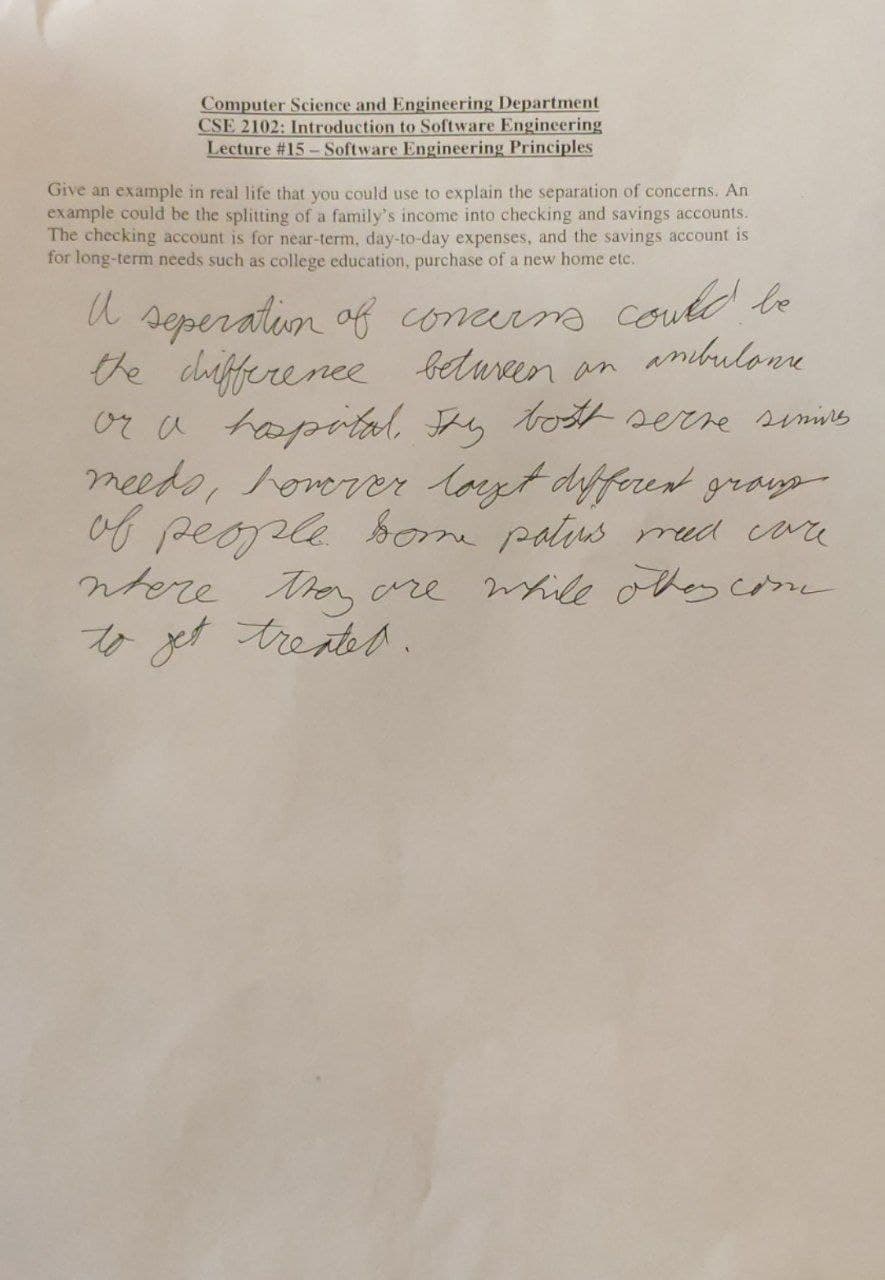 Computer Science and Engineering Department
CSE 2102: Introduction to Software Engineering
Lecture #15 – Software Engineering Principles
Give an example in real life that you could use to explain the separation of concerns. An
example could be the splitting of a family's income into checking and savings accounts.
The checking account is for near-term, day-to-day expenses, and the savings account is
for long-term needs such as college education, purchase of a new home etc.
A seperation of concerns could be
the difference between an ambulance
or a hospital. They both serve similar
needs, however target different groups
of people. Some patients need care
where they are while others come
to get treated.